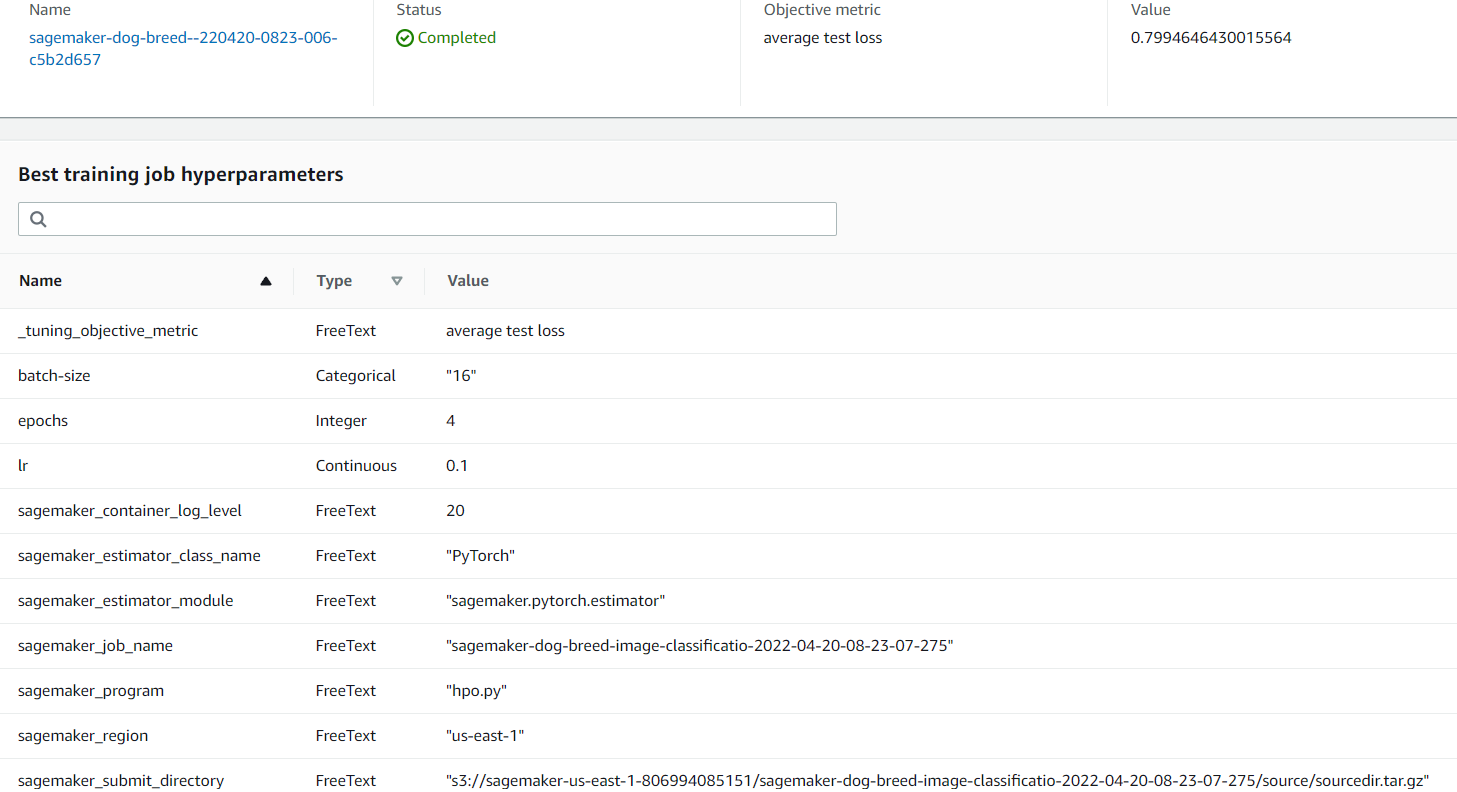 Name Status Objective metric Value
sagemaker-dog-breed--220420-0823-006- Completed average test loss 0.7994646430015564
c5b2d657
Best training job hyperparameters
Name Type Value
_tuning_objective_metric FreeText average test loss
batch-size Categorical "16"
epochs Integer 4
lr Continuous 0.1
sagemaker_container_log_level FreeText 20
sagemaker_estimator_class_name FreeText "PyTorch"
sagemaker_estimator_module FreeText "sagemaker.pytorch.estimator"
sagemaker_job_name FreeText "sagemaker-dog-breed-image-classificatio-2022-04-20-08-23-07-275"
sagemaker_program FreeText "hpo.py"
sagemaker_region FreeText "us-east-1"
sagemaker_submit_directory FreeText "s3://sagemaker-us-east-1-806994085151/sagemaker-dog-breed-image-classificatio-2022-04-20-08-23-07-275/source/sourcedir.tar.gz"